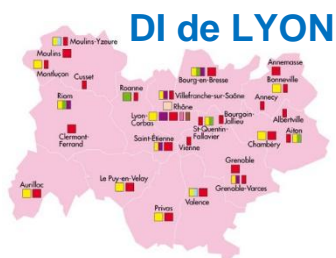 DI de LYON
Moulins-Yzeure
Moulins
Montluçon
Cusset
Riom
Roanne
Clermont-
Ferrand
Aurillac
Le Puy-en-Velay
Bourg-en-Bresse
Villefranche-sur-Saône
Rhône
Lyon-
Corbas
Saint-Étienne
Vienne
St-Quentin-
Fallavier
Bourgoin-
Jallieu
Annemasse
Bonneville
Annecy
Albertville
Aiton
Chambéry
Grenoble
Grenoble-Varces
Valence
Privas